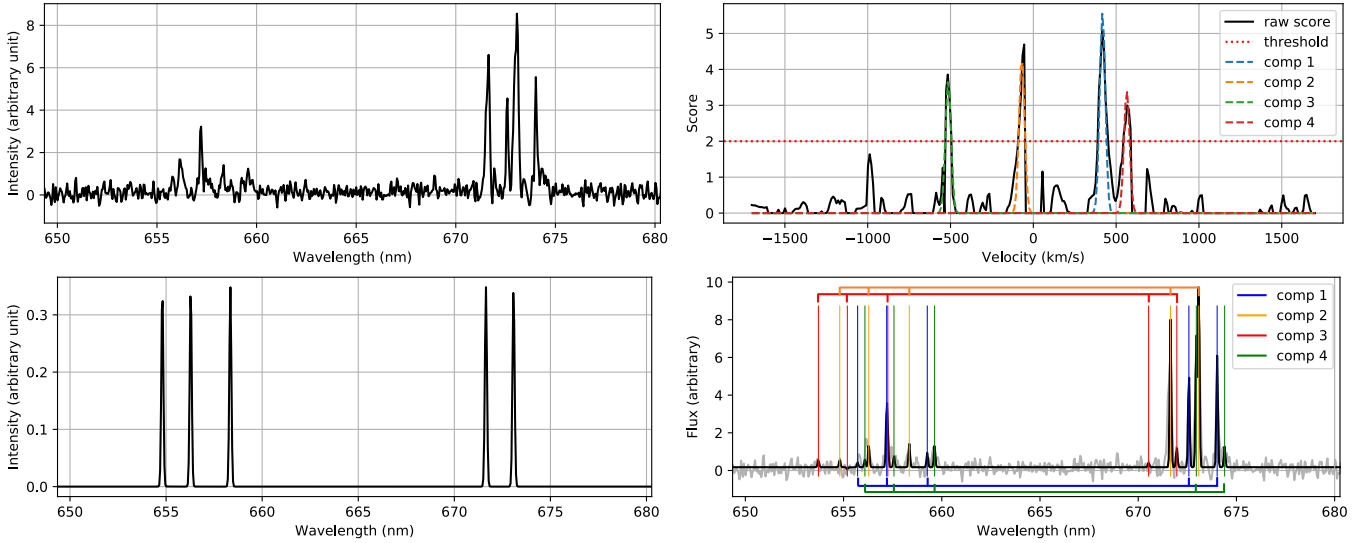 Intensity (arbitrary unit)
8
6
4
2
0
650 655 660 665 670 675 680
Wavelength (nm)
Score
5
4
3
2
1
0
−1500 −1000 −500 0 500 1000 1500
Velocity (km/s)
raw score
threshold
comp 1
comp 2
comp 3
comp 4
Intensity (arbitrary unit)
0.3
0.2
0.1
0.0
650 655 660 665 670 675 680
Wavelength (nm)
Flux (arbitrary)
10
8
6
4
2
0
650 655 660 665 670 675 680
Wavelength (nm)
comp 1
comp 2
comp 3
comp 4